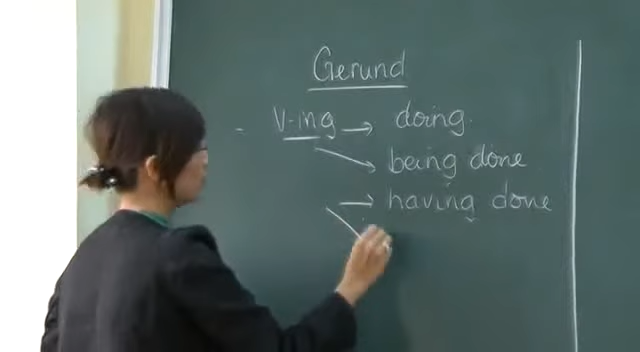 Gerund
- V-ing → doing.
being done
→ having done